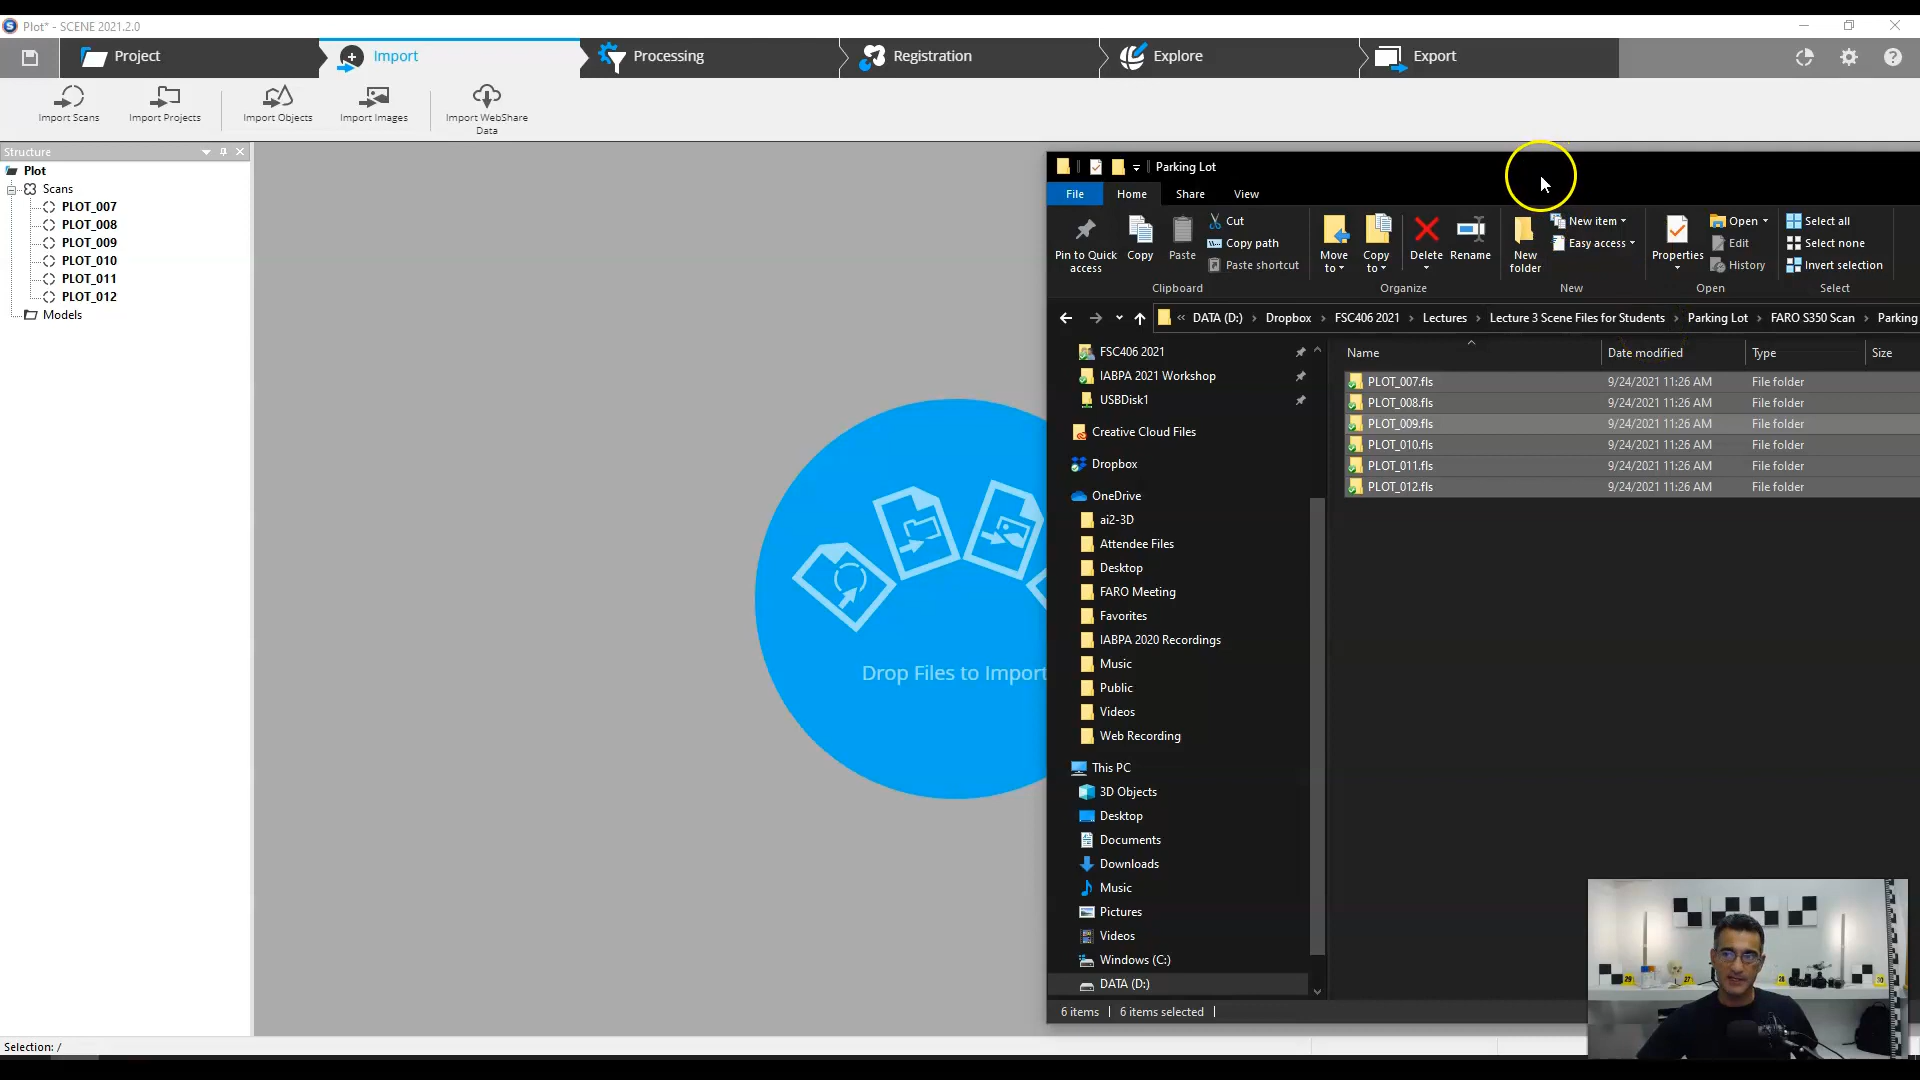 Plot* - SCENE 2021.2.0
Project
Import
Processing
Registration
Explore
Export
Import Scans
Import Projects
Import Objects
Import Images
Import WebShare
Data
Structure
Plot
Scans
PLOT_007
PLOT_008
PLOT_009
PLOT_010
PLOT_011
PLOT_012
Models
Drop Files to Import
Parking Lot
File
Home
Share
View
Pin to Quick
access
Copy
Paste
Cut
Copy path
Paste shortcut
Clipboard
Move
to
Copy
to
Delete
Rename
Organize
New
folder
New item
Easy access
New
Properties
Open
Edit
History
Open
Select all
Select none
Invert selection
Select
« DATA (D:) > Dropbox > FSC406 2021 > Lectures > Lecture 3 Scene Files for Students > Parking Lot > FARO S350 Scan > Parking
Name Date modified Type Size
PLOT_007.fls 9/24/2021 11:26 AM File folder
PLOT_008.fls 9/24/2021 11:26 AM File folder
PLOT_009.fls 9/24/2021 11:26 AM File folder
PLOT_010.fls 9/24/2021 11:26 AM File folder
PLOT_011.fls 9/24/2021 11:26 AM File folder
PLOT_012.fls 9/24/2021 11:26 AM File folder
FSC406 2021
IABPA 2021 Workshop
USBDisk1
Creative Cloud Files
Dropbox
OneDrive
ai2-3D
Attendee Files
Desktop
FARO Meeting
Favorites
IABPA 2020 Recordings
Music
Public
Videos
Web Recording
This PC
3D Objects
Desktop
Documents
Downloads
Music
Pictures
Videos
Windows (C:)
DATA (D:)
6 items
6 items selected
Selection: /